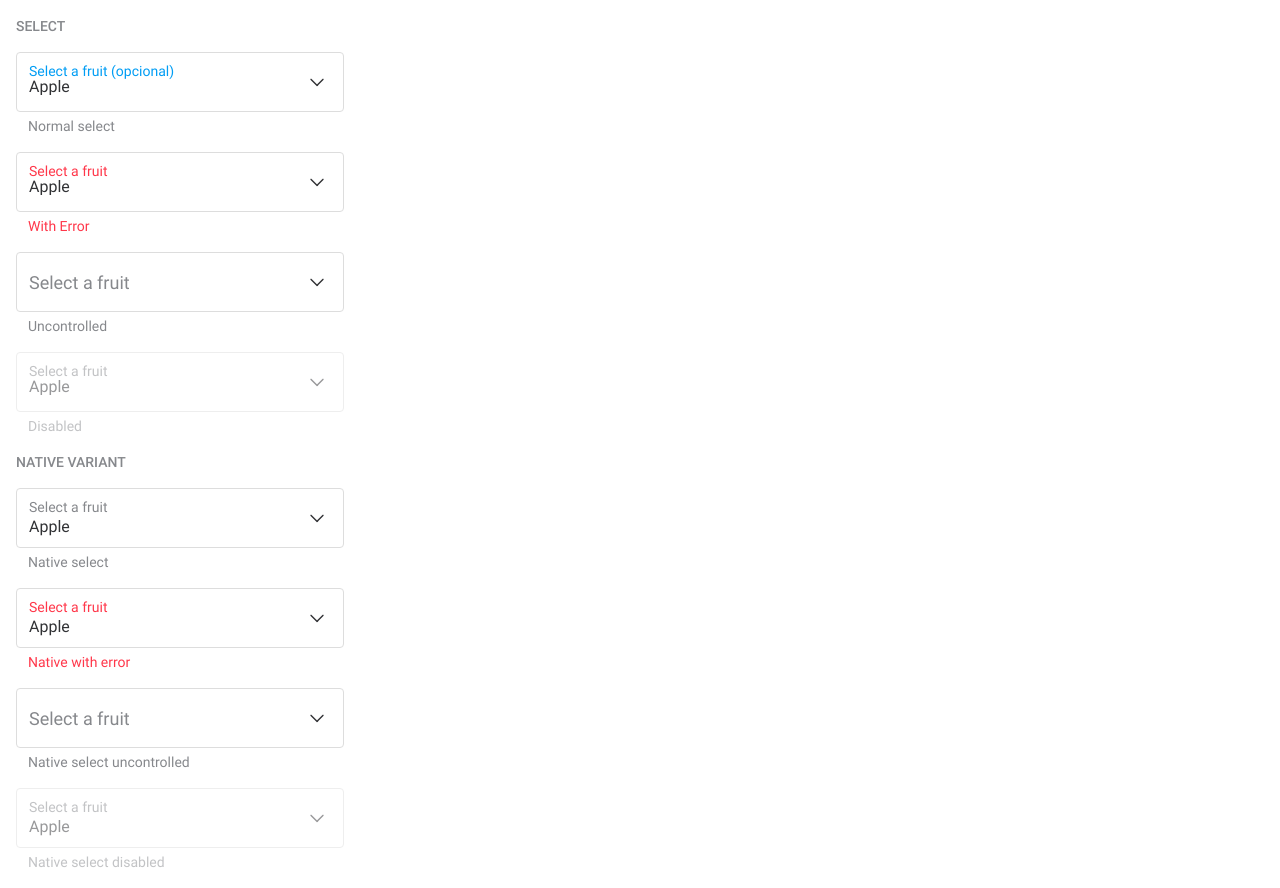 SELECT
Select a fruit (opcional)
Apple
Normal select
Select a fruit
Apple
With Error
Select a fruit
Uncontrolled
Select a fruit
Apple
Disabled
NATIVE VARIANT
Select a fruit
Apple
Native select
Select a fruit
Apple
Native with error
Select a fruit
Native select uncontrolled
Select a fruit
Apple
Native select disabled